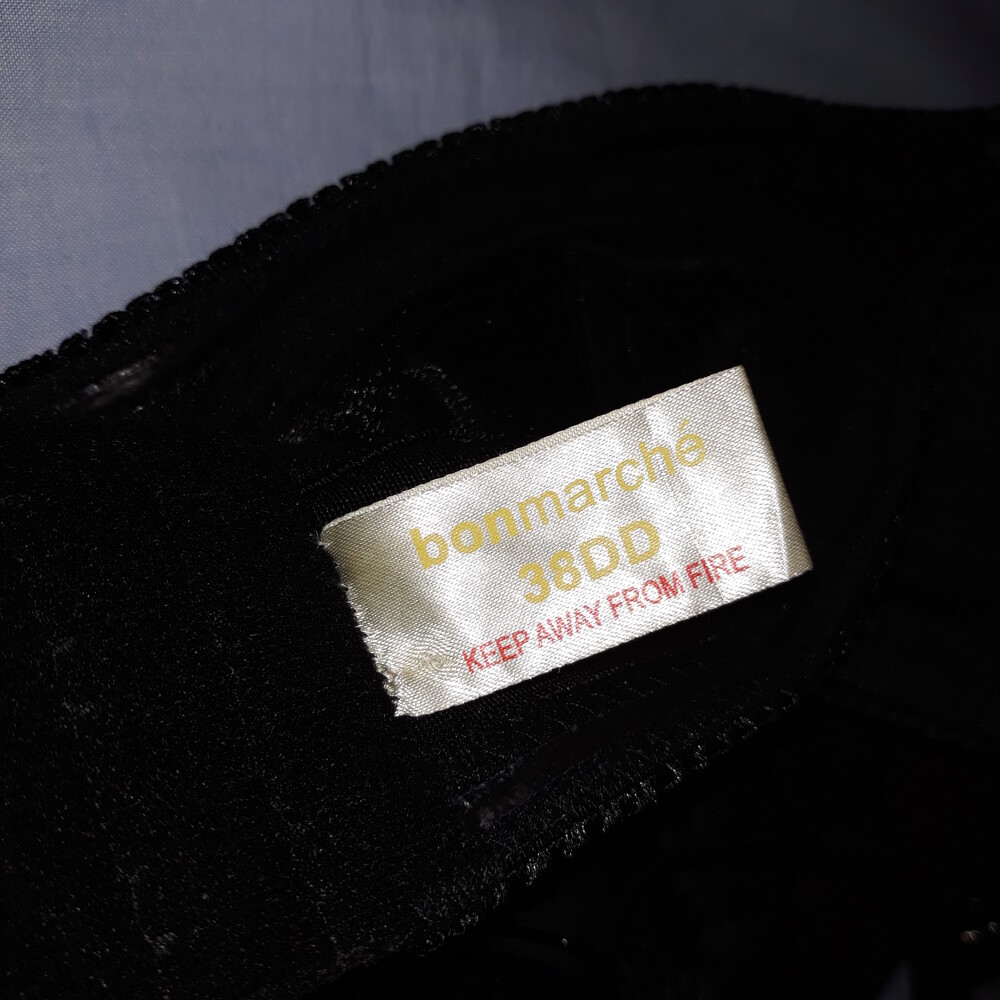 bonmarché
38DD
KEEP AWAY FROM FIRE